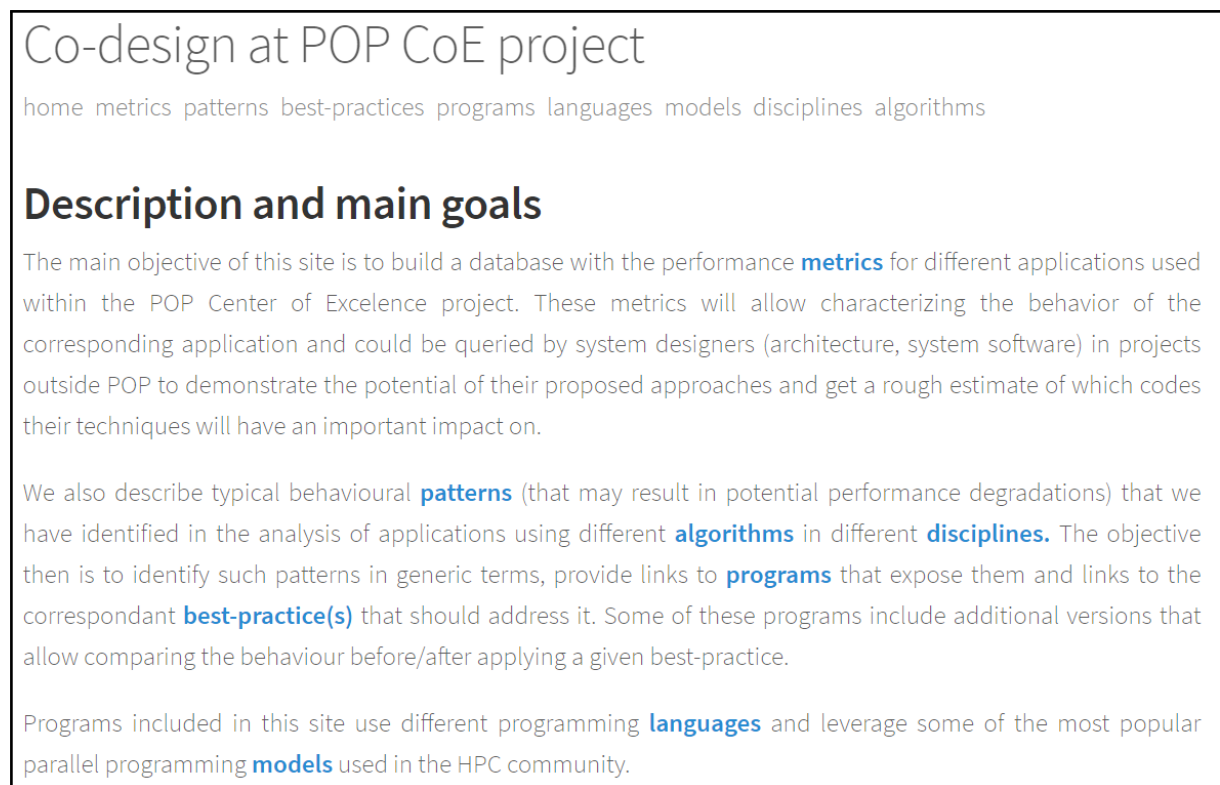 Co-design at POP CoE project
home metrics patterns best-practices programs languages models disciplines algorithms
Description and main goals
The main objective of this site is to build a database with the performance metrics for different applications used
within the POP Center of Excelence project. These metrics will allow characterizing the behavior of the
corresponding application and could be queried by system designers (architecture, system software) in projects
outside POP to demonstrate the potential of their proposed approaches and get a rough estimate of which codes
their techniques will have an important impact on.
We also describe typical behavioural patterns (that may result in potential performance degradations) that we
have identified in the analysis of applications using different algorithms in different disciplines. The objective
then is to identify such patterns in generic terms, provide links to programs that expose them and links to the
correspondant best-practice(s) that should address it. Some of these programs include additional versions that
allow comparing the behaviour before/after applying a given best-practice.
Programs included in this site use different programming languages and leverage some of the most popular
parallel programming models used in the HPC community.